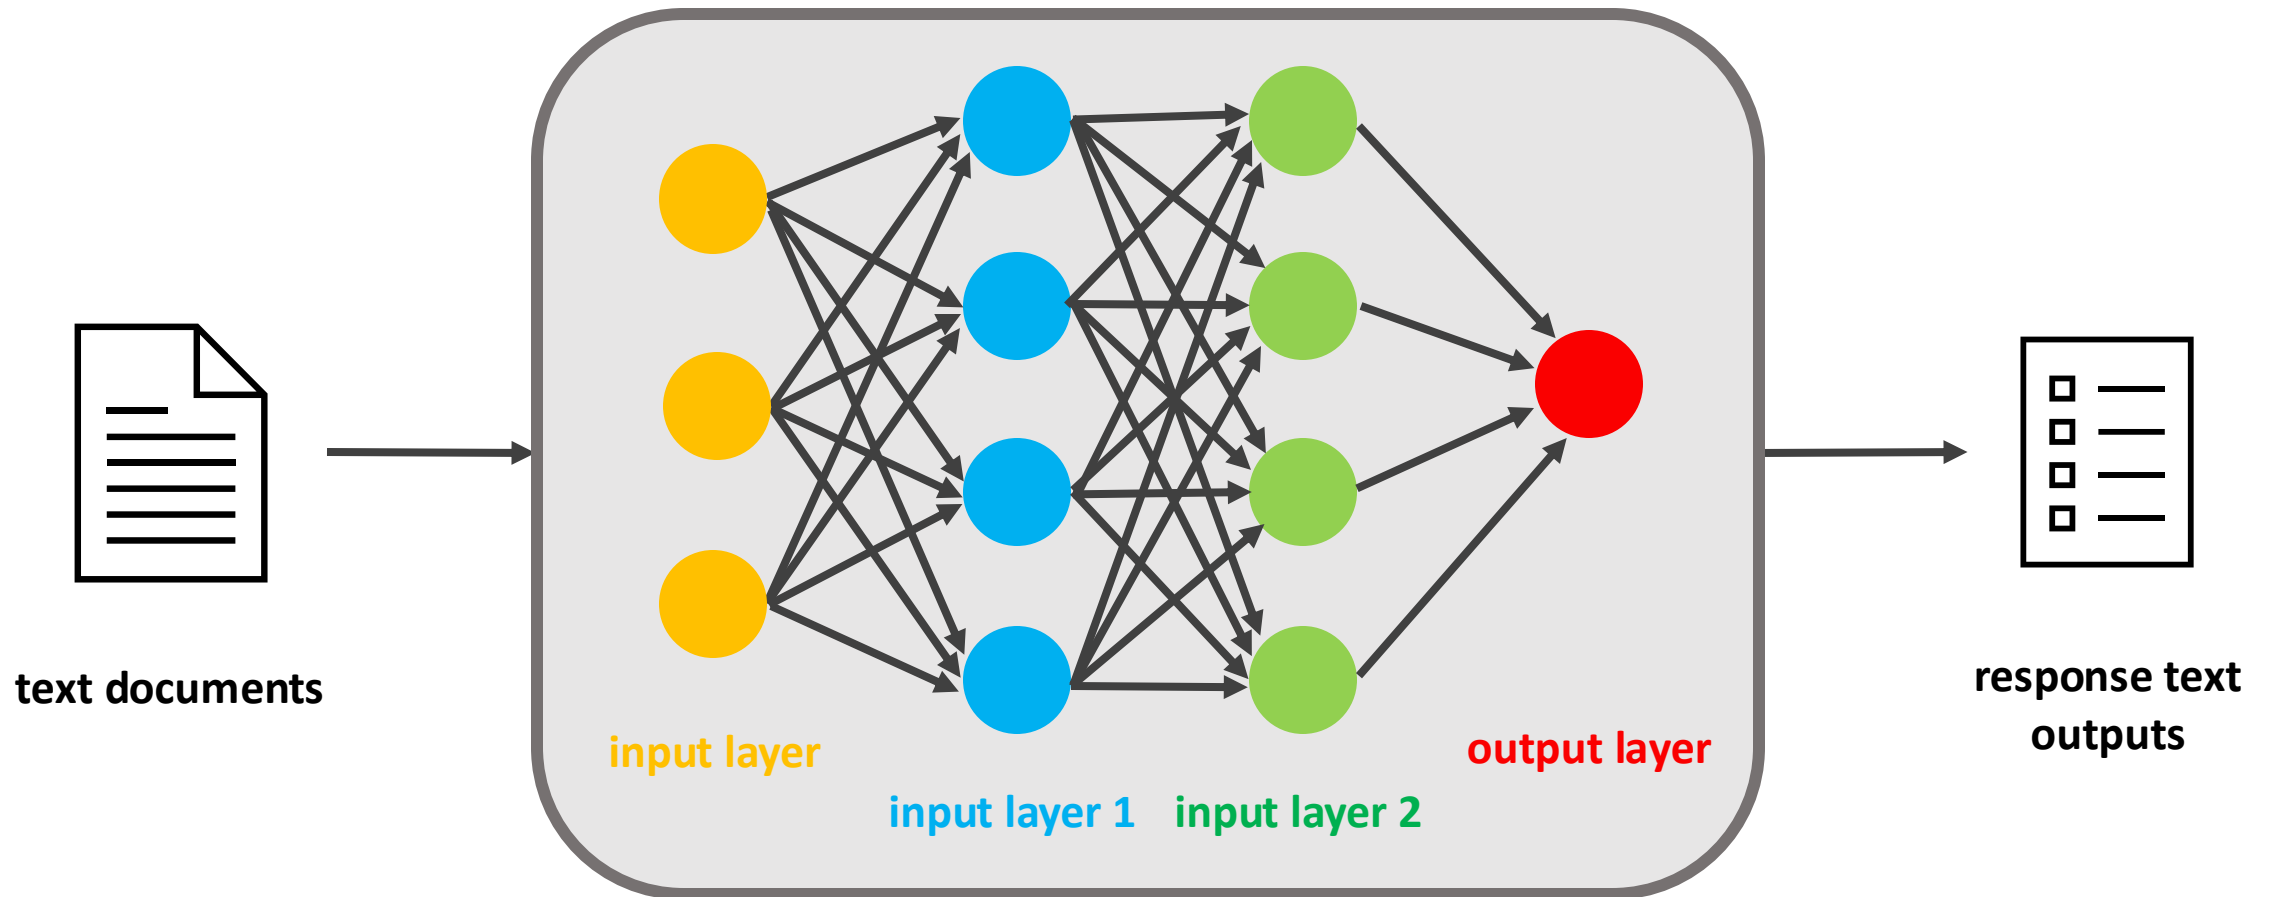 text documents
input layer
input layer 1
input layer 2
output layer
response text
outputs